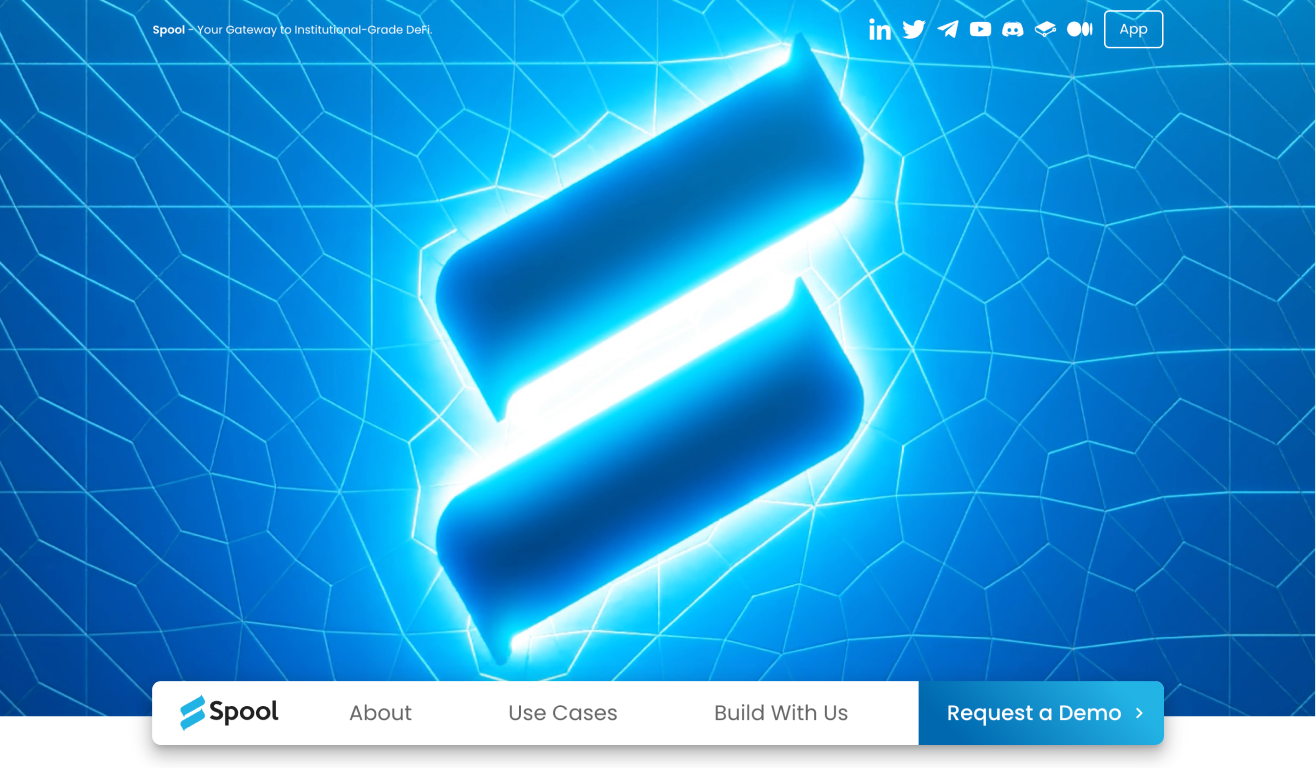 Spool - Your Gateway to Institutional-Grade DeFi.
App
Spool
About
Use Cases
Build With Us
Request a Demo